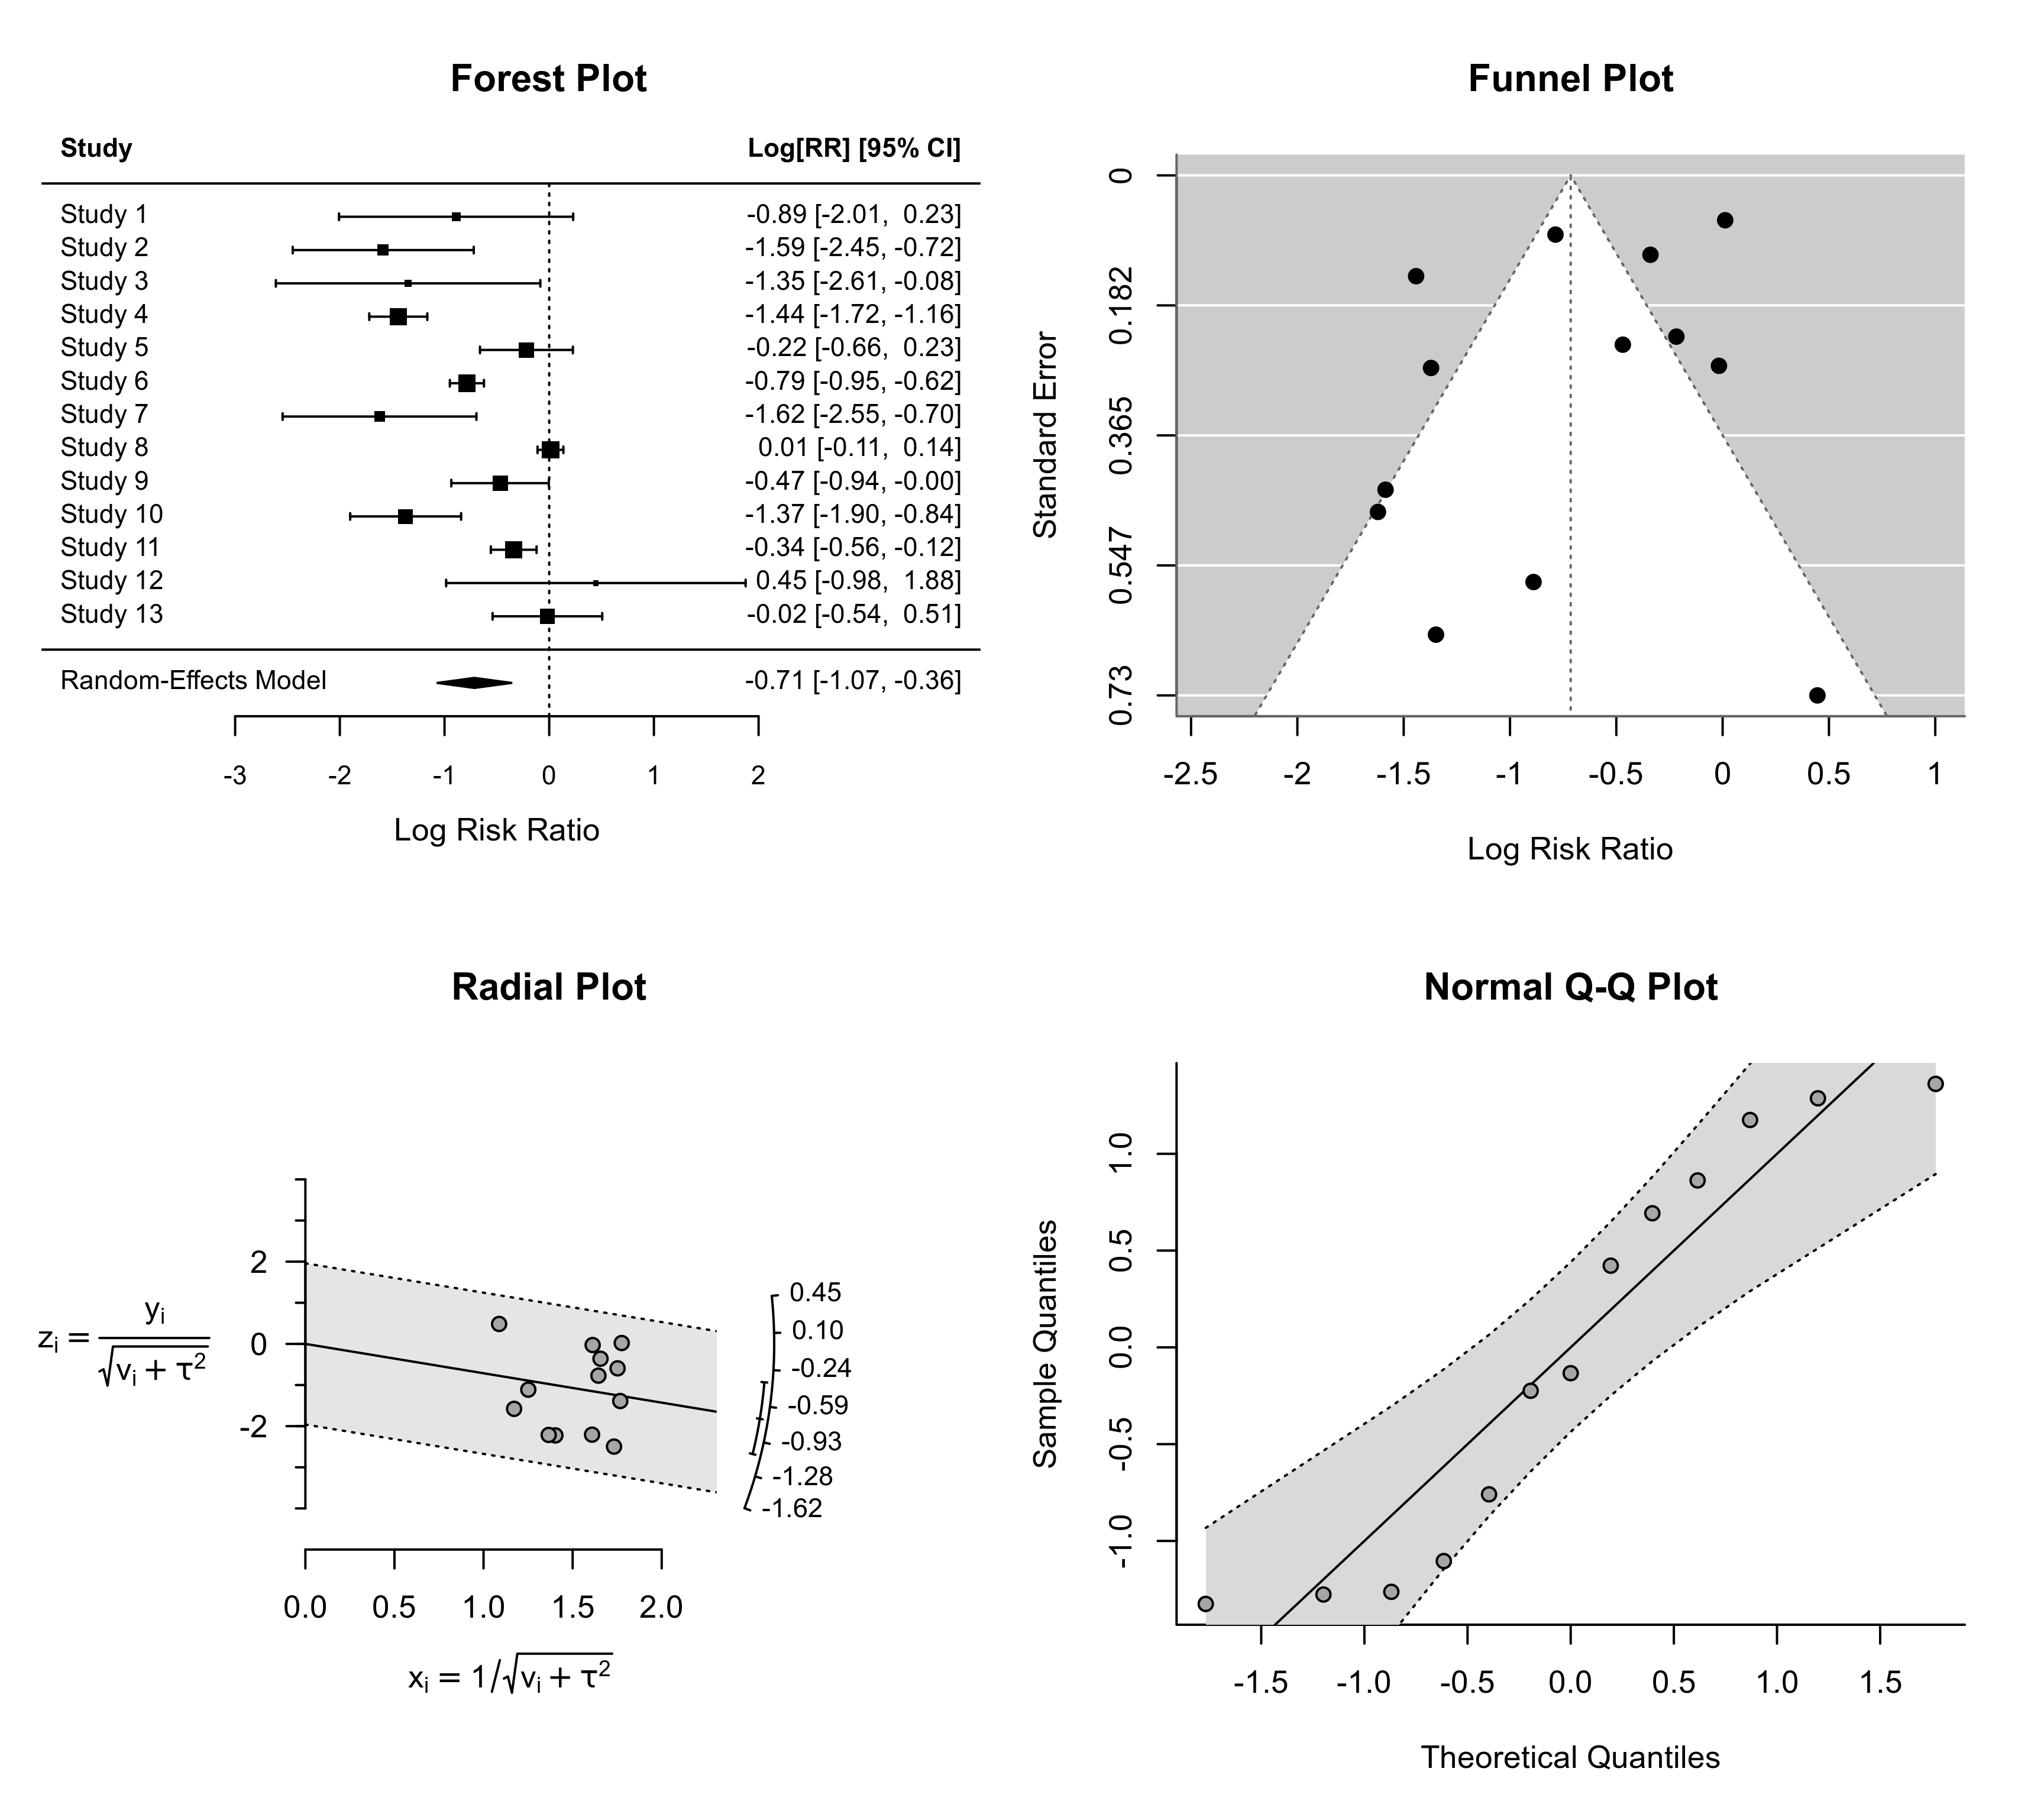 Forest Plot
Study Log[RR] [95% CI]
Study 1 -0.89 [-2.01, 0.23]
Study 2 -1.59 [-2.45, -0.72]
Study 3 -1.35 [-2.61, -0.08]
Study 4 -1.44 [-1.72, -1.16]
Study 5 -0.22 [-0.66, 0.23]
Study 6 -0.79 [-0.95, -0.62]
Study 7 -1.62 [-2.55, -0.70]
Study 8 0.01 [-0.11, 0.14]
Study 9 -0.47 [-0.94, -0.00]
Study 10 -1.37 [-1.90, -0.84]
Study 11 -0.34 [-0.56, -0.12]
Study 12 0.45 [-0.98, 1.88]
Study 13 -0.02 [-0.54, 0.51]
Random-Effects Model -0.71 [-1.07, -0.36]
-3 -2 -1 0 1 2
Log Risk Ratio
Funnel Plot
Standard Error
0
0.182
0.365
0.547
0.73
-2.5 -2 -1.5 -1 -0.5 0 0.5 1
Log Risk Ratio
Radial Plot
zᵢ = yᵢ / √(vᵢ + τ²)
2
0
-2
0.45
0.10
-0.24
-0.59
-0.93
-1.28
-1.62
0.0 0.5 1.0 1.5 2.0
xᵢ = 1/√(vᵢ + τ²)
Normal Q-Q Plot
Sample Quantiles
1.0
0.5
0.0
-0.5
-1.0
-1.5 -1.0 -0.5 0.0 0.5 1.0 1.5
Theoretical Quantiles